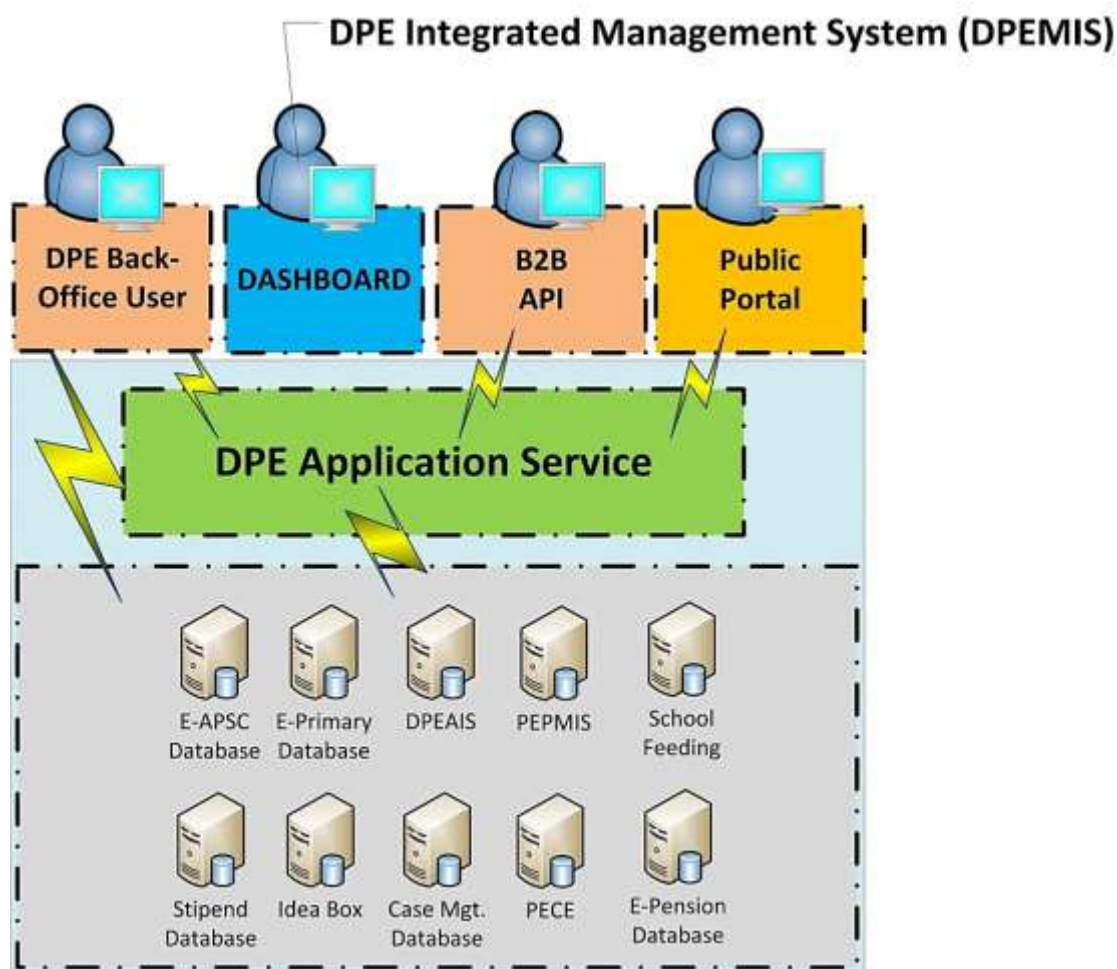 DPE Integrated Management System (DPEMIS)
DPE Back-
Office User
DASHBOARD
B2B
API
Public
Portal
DPE Application Service
E-APSC
Database
E-Primary
Database
DPEAIS
PEPMIS
School
Feeding
Stipend
Database
Idea Box
Case Mgt.
Database
PECE
E-Pension
Database